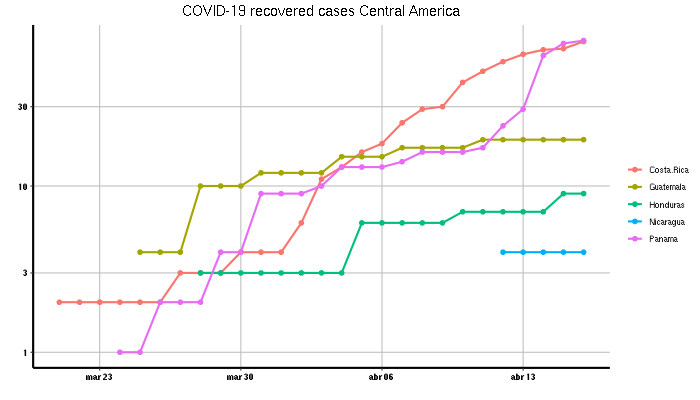 COVID-19 recovered cases Central America
30
10
3
1
mar 23 mar 30 abr 06 abr 13
Costa.Rica
Guatemala
Honduras
Nicaragua
Panama